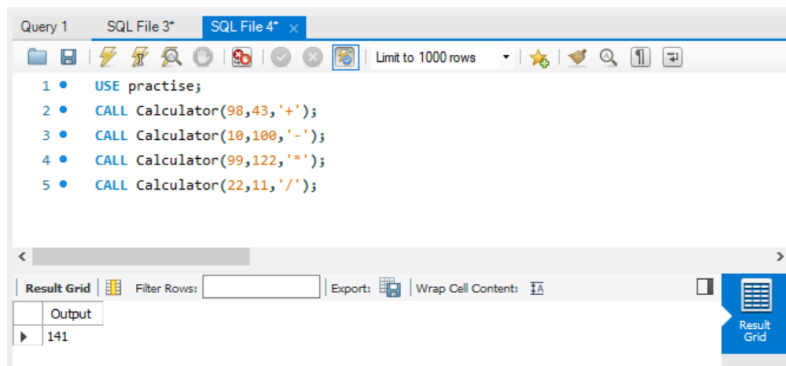 Query 1 SQL File 3* SQL File 4* ×
Limit to 1000 rows
1 USE practise;
2 CALL Calculator(98,43,'+');
3 CALL Calculator(10,100,'-');
4 CALL Calculator(99,122,'*');
5 CALL Calculator(22,11,'/');
Result Grid Filter Rows: Export: Wrap Cell Content: IA
Output
141
Result
Grid